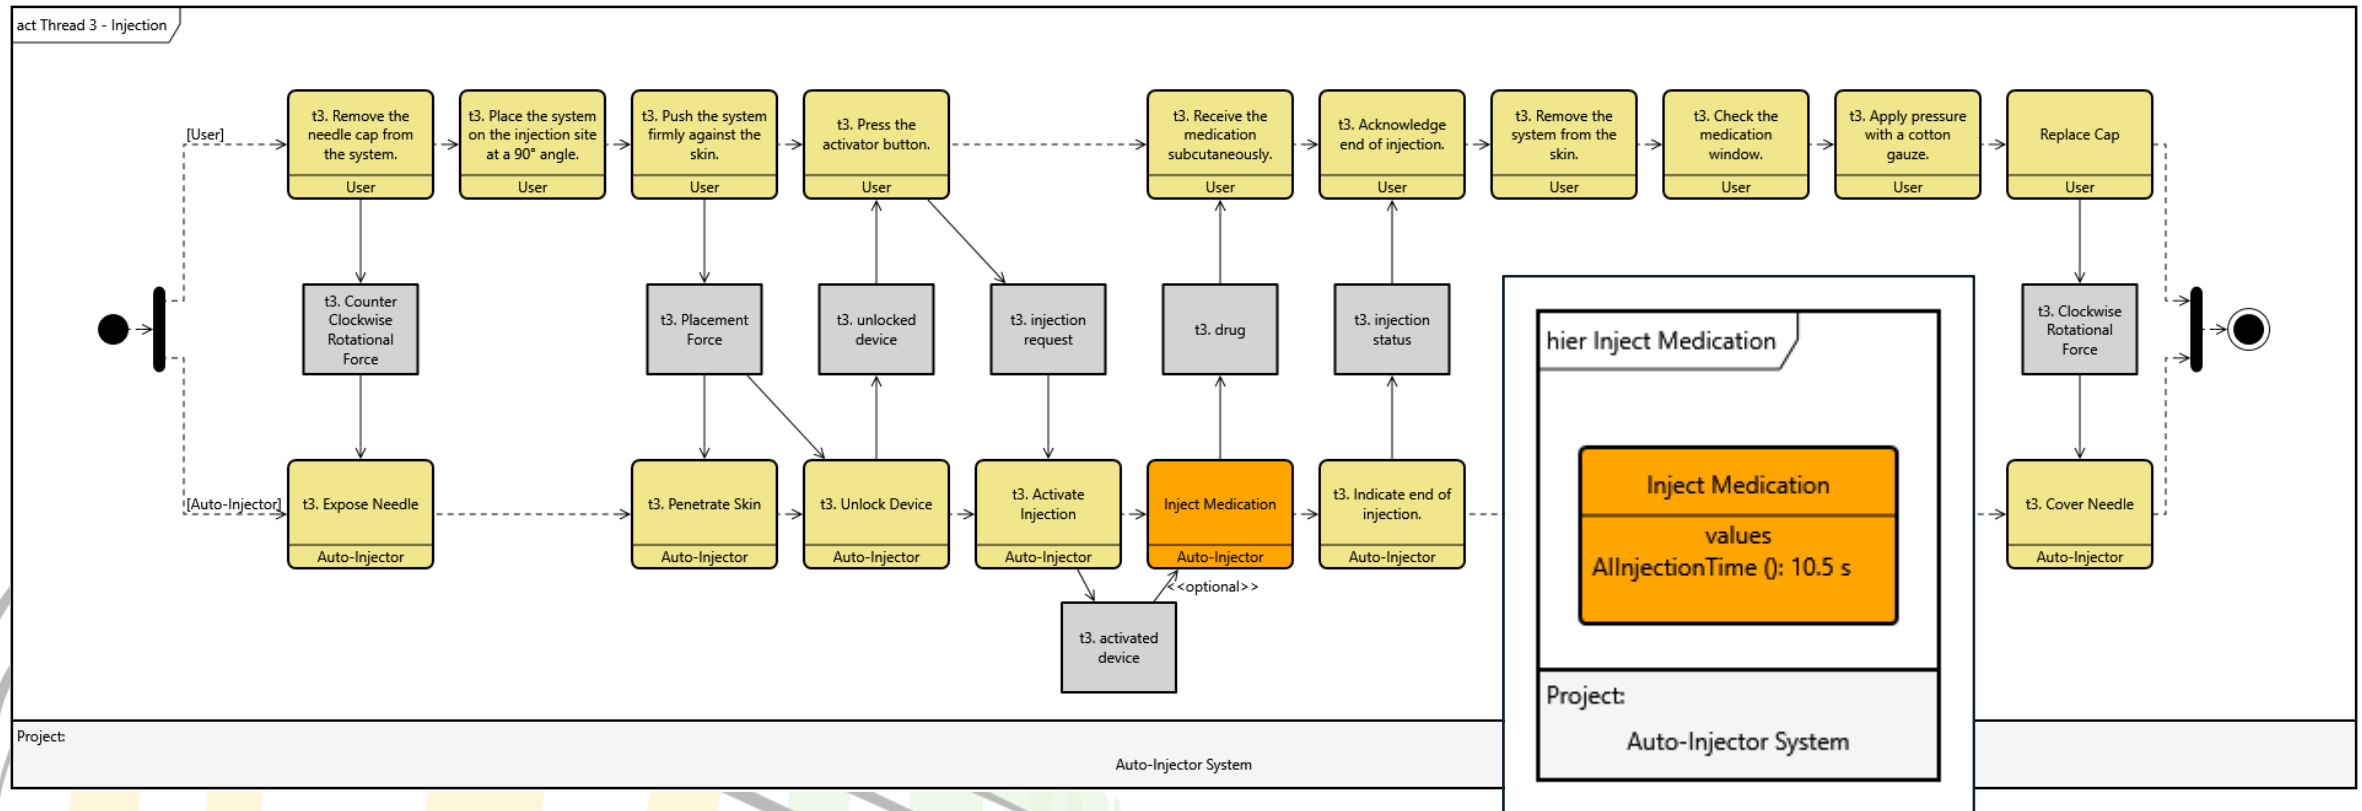 act Thread 3 - Injection
[User]
t3. Remove the
needle cap from
the system.
User
t3. Place the system
on the injection site
at a 90° angle.
User
t3. Push the system
firmly against the
skin.
User
t3. Press the
activator button.
User
t3. Receive the
medication
subcutaneously.
User
t3. Acknowledge
end of injection.
User
t3. Remove the
system from the
skin.
User
t3. Check the
medication
window.
User
t3. Apply pressure
with a cotton
gauze.
User
Replace Cap
User
t3. Counter
Clockwise
Rotational
Force
t3. Placement
Force
t3. unlocked
device
t3. injection
request
t3. drug
t3. injection
status
t3. Clockwise
Rotational
Force
[Auto-Injector]
t3. Expose Needle
Auto-Injector
t3. Penetrate Skin
Auto-Injector
t3. Unlock Device
Auto-Injector
t3. Activate
Injection
Auto-Injector
Inject Medication
Auto-Injector
t3. Indicate end of
injection.
Auto-Injector
t3. Cover Needle
Auto-Injector
<<optional>>
t3. activated
device
hier Inject Medication
Inject Medication
values
AIInjectionTime (): 10.5 s
Project:
Auto-Injector System
Project:
Auto-Injector System